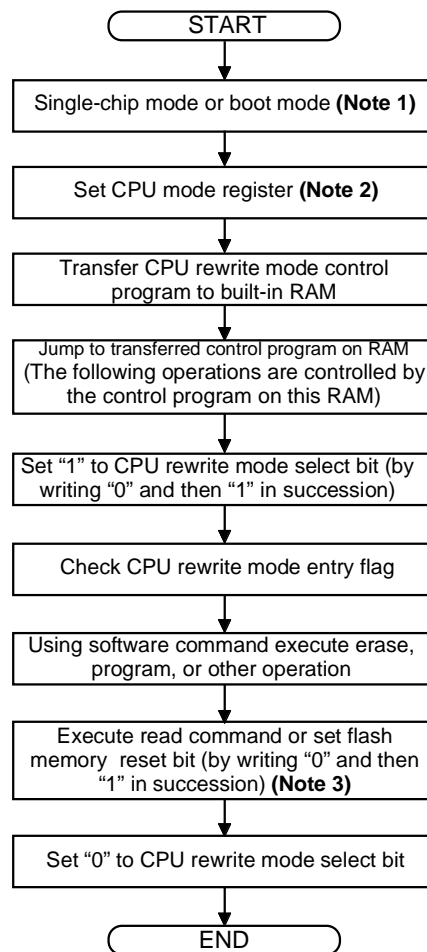 START
Single-chip mode or boot mode (Note 1)
Set CPU mode register (Note 2)
Transfer CPU rewrite mode control
program to built-in RAM
Jump to transferred control program on RAM
(The following operations are controlled by
the control program on this RAM)
Set “1” to CPU rewrite mode select bit (by
writing “0” and then “1” in succession)
Check CPU rewrite mode entry flag
Using software command execute erase,
program, or other operation
Execute read command or set flash
memory reset bit (by writing “0” and then
“1” in succession) (Note 3)
Set “0” to CPU rewrite mode select bit
END